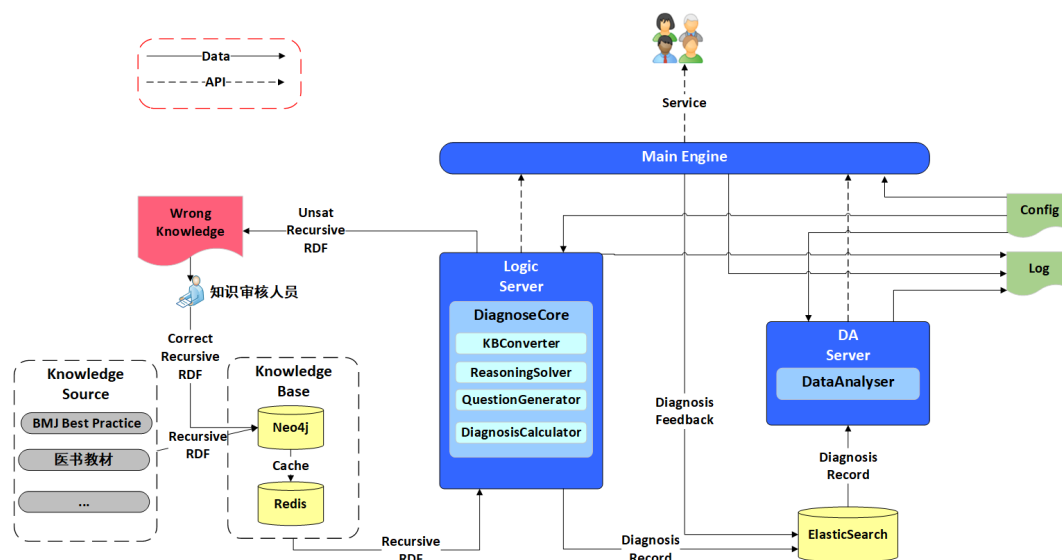 Data
API
Service
Main Engine
Wrong
Knowledge
Unsat
Recursive
RDF
Config
Log
知识审核人员
Logic
Server
DiagnoseCore
KBConverter
ReasoningSolver
QuestionGenerator
DiagnosisCalculator
DA
Server
DataAnalyser
Correct
Recursive
RDF
Knowledge
Source
BMJ Best Practice
医书教材
...
Recursive
RDF
Knowledge
Base
Neo4j
Cache
Redis
Diagnosis
Feedback
Diagnosis
Record
Recursive
RDF
Diagnosis
Record
ElasticSearch